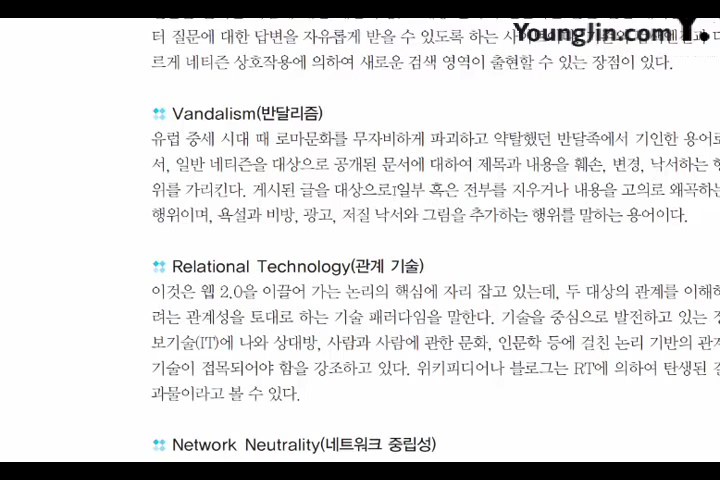 Youngjin.com Y.
터 질문에 대한 답변을 자유롭게 받을 수 있도록 하는
르게 네티즌 상호작용에 의하여 새로운 검색 영역이 출현할 수 있는 장점이 있다.
Vandalism(반달리즘)
유럽 중세 시대 때 로마문화를 무자비하게 파괴하고 약탈했던 반달족에서 기인한 용어로
서, 일반 네티즌을 대상으로 공개된 문서에 대하여 제목과 내용을 훼손, 변경, 낙서하는 행
위를 가리킨다. 게시된 글을 대상으로 일부 혹은 전부를 지우거나 내용을 고의로 왜곡하는
행위이며, 욕설과 비방, 광고, 저질 낙서와 그림을 추가하는 행위를 말하는 용어이다.
Relational Technology(관계 기술)
이것은 웹 2.0을 이끌어 가는 논리의 핵심에 자리 잡고 있는데, 두 대상의 관계를 이해하
려는 관계성을 토대로 하는 기술 패러다임을 말한다. 기술을 중심으로 발전하고 있는 정
보기술(IT)에 나와 상대방, 사람과 사람에 관한 문화, 인문학 등에 걸친 논리 기반의 관계
기술이 접목되어야 함을 강조하고 있다. 위키피디어나 블로그는 RT에 의하여 탄생된 결
과물이라고 볼 수 있다.
Network Neutrality(네트워크 중립성)